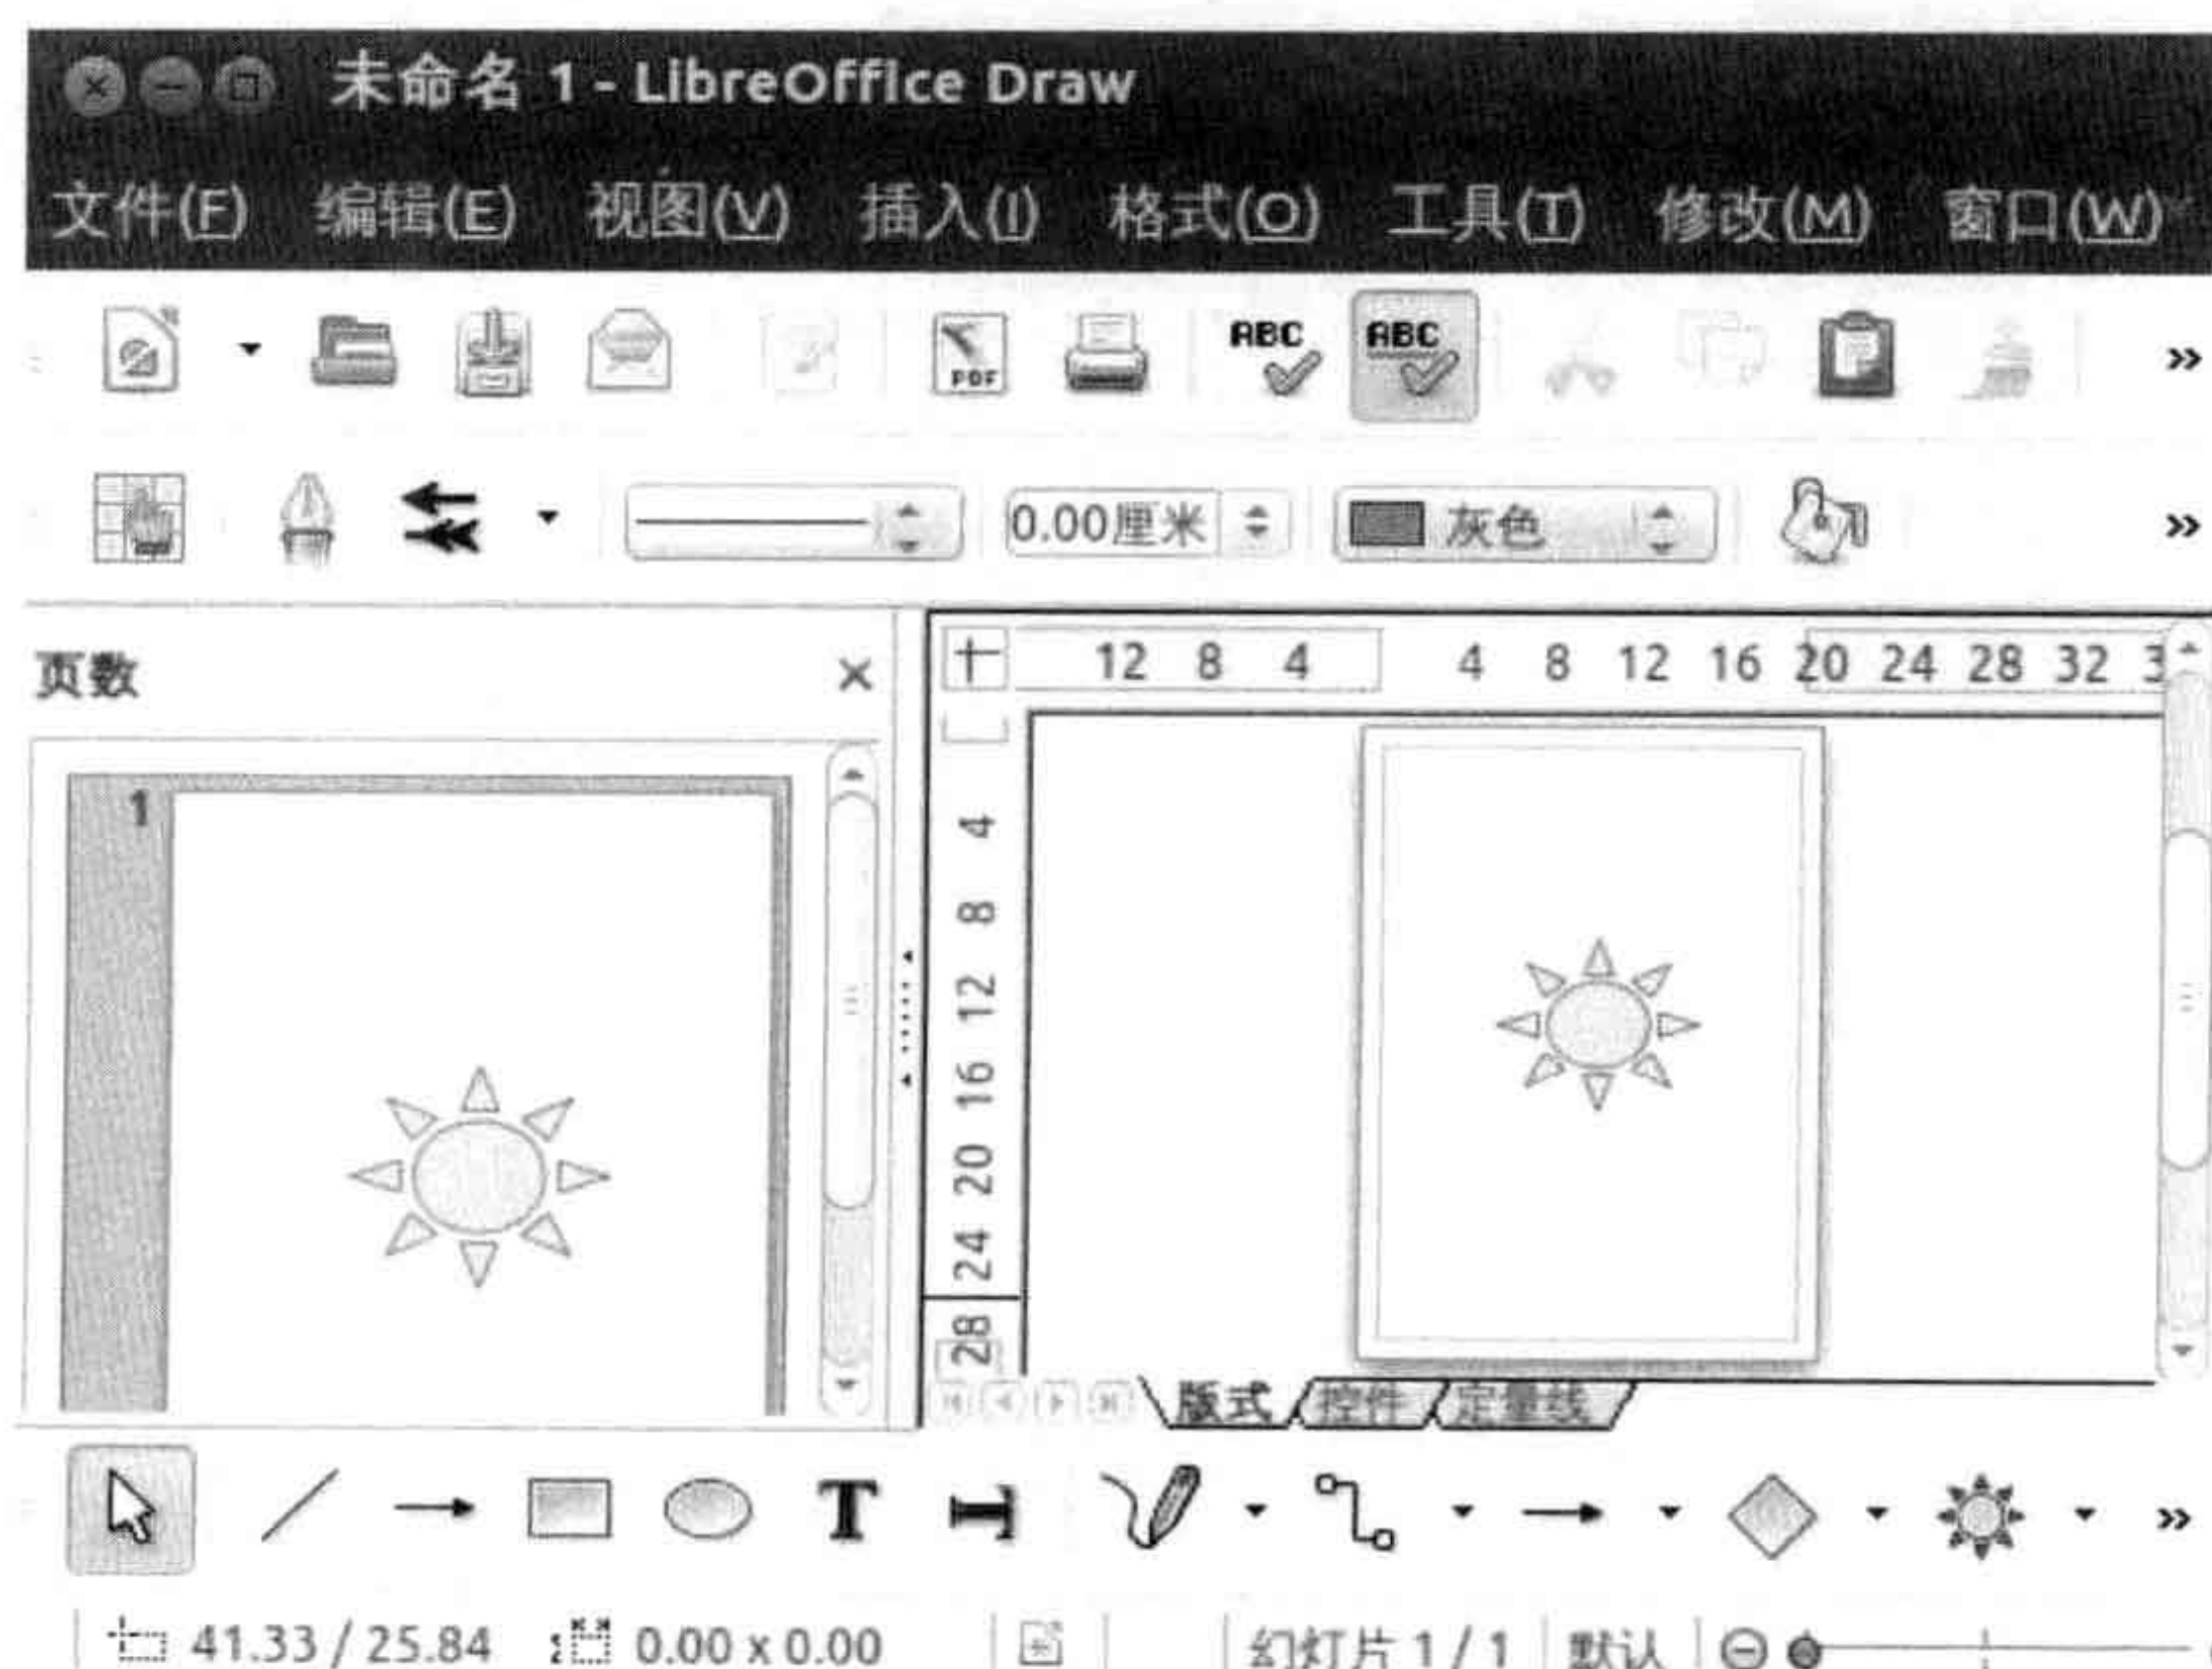 未命名 1 - LibreOffice Draw
文件(F) 编辑(E) 视图(V) 插入(I) 格式(O) 工具(T) 修改(M) 窗口(W)
PDF ABC ABC »
0.00厘米 灰色 »
页数
12 8 4 4 8 12 16 20 24 28 32 3
1
4
8
12
16
20
24
28
版式 控件 定量线
T T »
41.33 / 25.84 0.00 x 0.00 幻灯片 1 / 1 默认